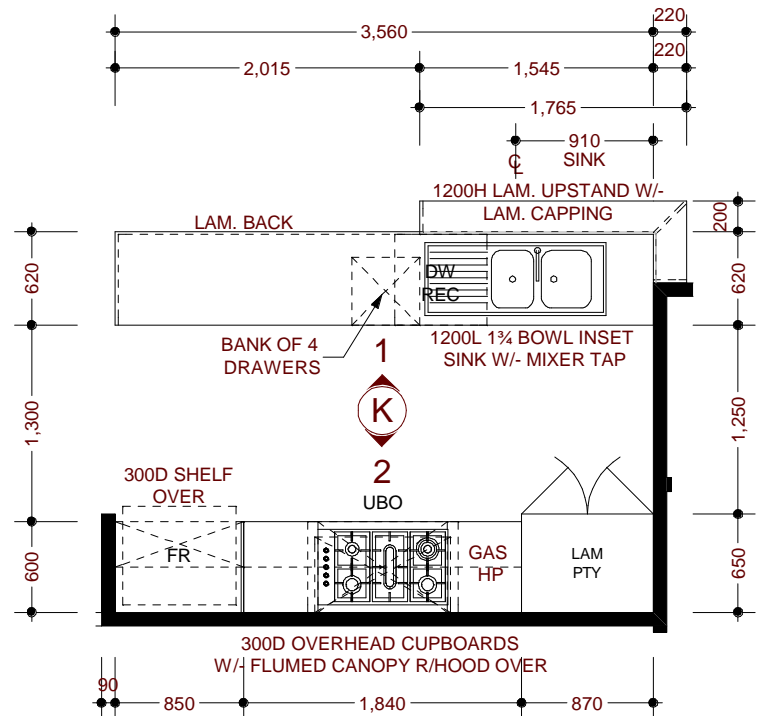 220
3,560
220
2,015
1,545
1,765
910
℄ SINK
1200H LAM. UPSTAND W/-
LAM. CAPPING
200
LAM. BACK
620
DW
REC
620
BANK OF 4
DRAWERS
1200L 1¾ BOWL INSET
SINK W/- MIXER TAP
1
K
2
1,300
1,250
300D SHELF
OVER
UBO
FR
GAS
HP
LAM
PTY
600
650
300D OVERHEAD CUPBOARDS
W/- FLUMED CANOPY R/HOOD OVER
90
850
1,840
870